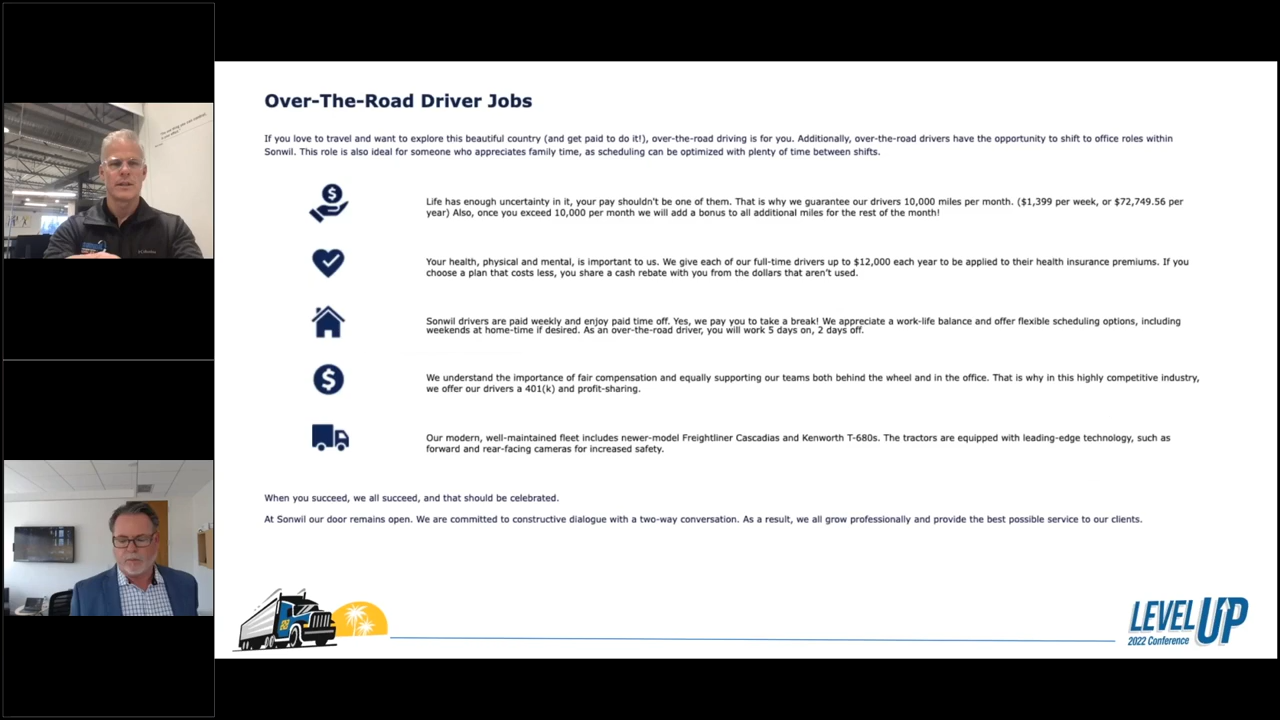 Over-The-Road Driver Jobs
If you love to travel and want to explore this beautiful country (and get paid to do it!), over-the-road driving is for you. Additionally, over-the-road drivers have the opportunity to shift to office roles within
Sonwil. This role is also ideal for someone who appreciates family time, as scheduling can be optimized with plenty of time between shifts.
Life has enough uncertainty in it, your pay shouldn't be one of them. That is why we guarantee our drivers 10,000 miles per month. ($1,399 per week, or $72,749.56 per
year) Also, once you exceed 10,000 per month we will add a bonus to all additional miles for the rest of the month!
Your health, physical and mental, is important to us. We give each of our full-time drivers up to $12,000 each year to be applied to their health insurance premiums. If you
choose a plan that costs less, you share a cash rebate with you from the dollars that aren't used.
Sonwil drivers are paid weekly and enjoy paid time off. Yes, we pay you to take a break! We appreciate a work-life balance and offer flexible scheduling options, including
weekends at home-time if desired. As an over-the-road driver, you will work 5 days on, 2 days off.
We understand the importance of fair compensation and equally supporting our teams both behind the wheel and in the office. That is why in this highly competitive industry,
we offer our drivers a 401(k) and profit-sharing.
Our modern, well-maintained fleet includes newer-model Freightliner Cascadias and Kenworth T-680s. The tractors are equipped with leading-edge technology, such as
forward and rear-facing cameras for increased safety.
When you succeed, we all succeed, and that should be celebrated.
At Sonwil our door remains open. We are committed to constructive dialogue with a two-way conversation. As a result, we all grow professionally and provide the best possible service to our clients.
LEVEL UP
2022 Conference